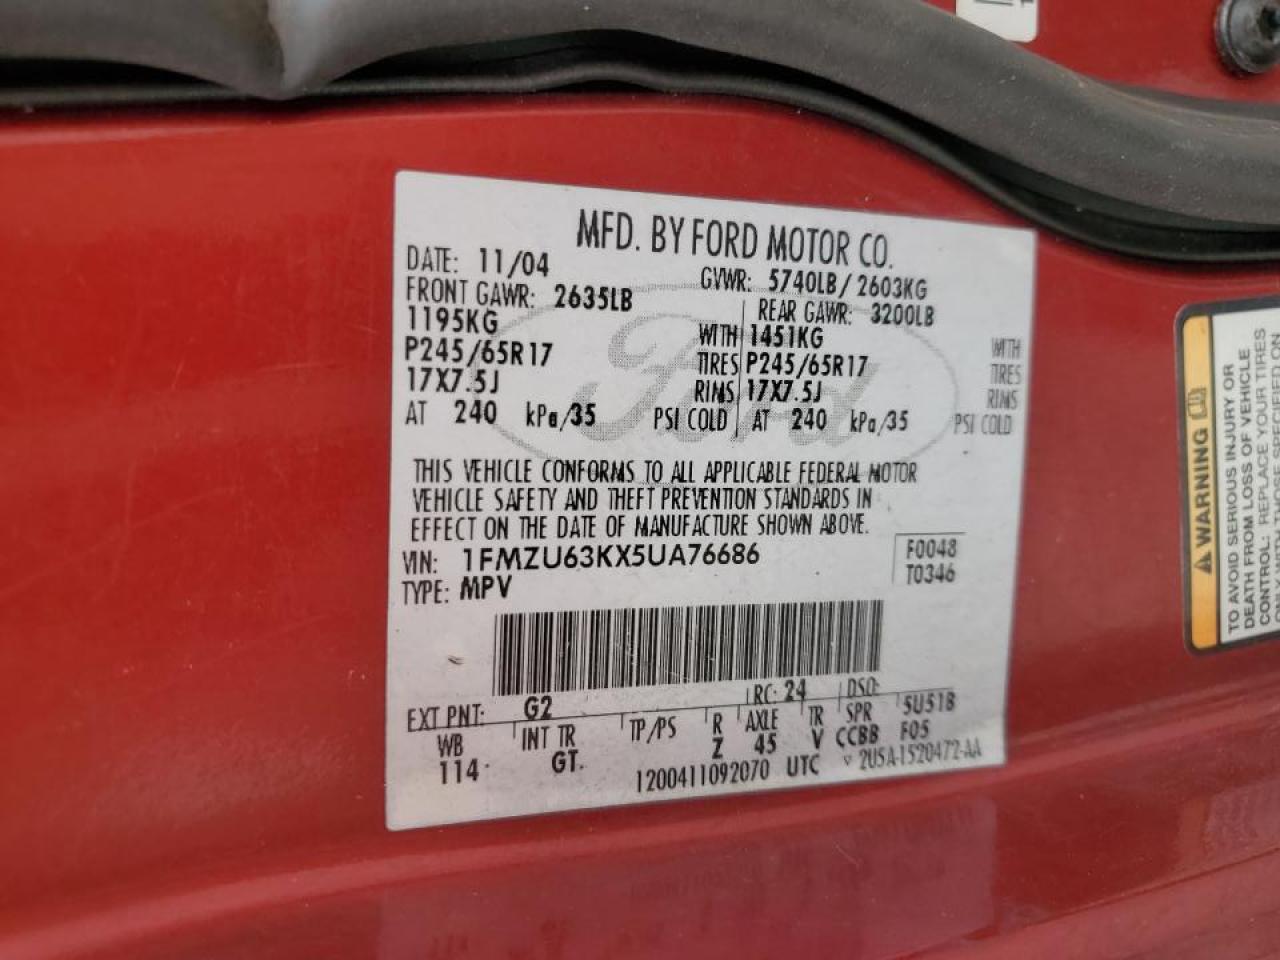 MFD. BY FORD MOTOR CO.
DATE: 11/04 GVWR: 5740LB/2603KG
FRONT GAWR: 2635LB REAR GAWR: 3200LB
1195KG WITH 1451KG WITH
P245/65R17 TIRES P245/65R17 TIRES
17X7.5J RIMS 17X7.5J RIMS
AT 240 kPa/35 PSI COLD AT 240 kPa/35 PSI COLD
Ford
THIS VEHICLE CONFORMS TO ALL APPLICABLE FEDERAL MOTOR
VEHICLE SAFETY AND THEFT PREVENTION STANDARDS IN
EFFECT ON THE DATE OF MANUFACTURE SHOWN ABOVE.
VIN: 1FMZU63KX5UA76686 F0048
TYPE: MPV T0346
EXT PNT: G2 RC: 24 DSO:
WB INT TR TP/PS R AXLE TR SPR 5U518
114 GT. Z 45 V CCBB F05
1200411092070 UTC ▿ 2U5A-1520472-AA
WARNING
TO AVOID SERIOUS INJURY OR
DEATH FROM LOSS OF VEHICLE
CONTROL: REPLACE YOUR TIRES